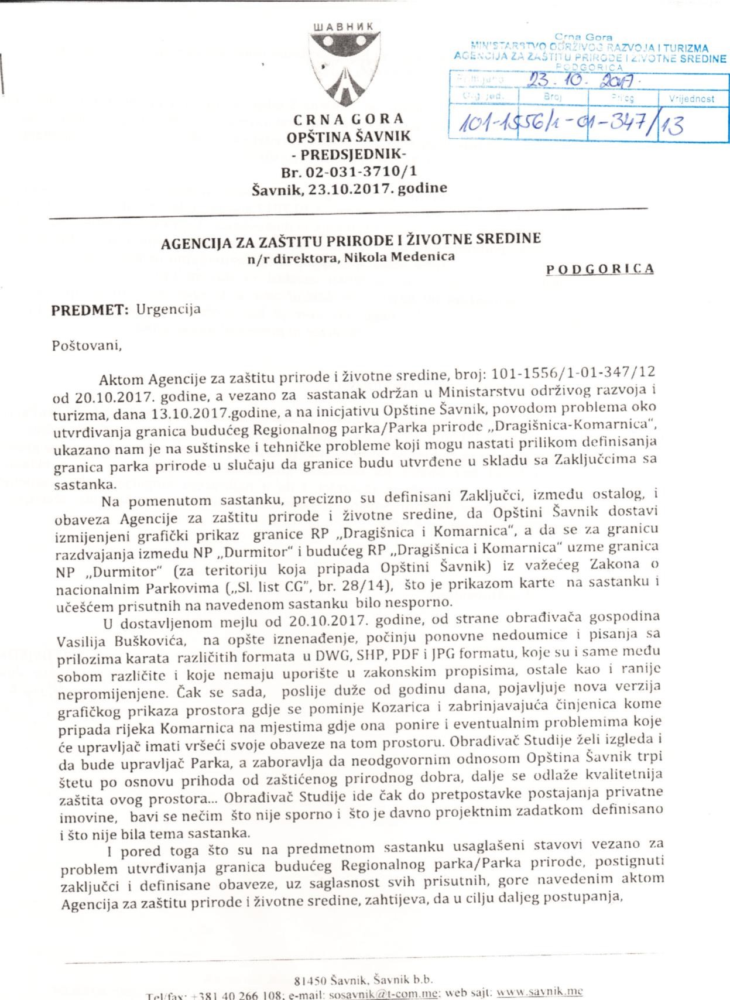 ШАВНИК
CRNA GORA
OPŠTINA ŠAVNIK
- PREDSJEDNIK-
Br. 02-031-3710/1
Šavnik, 23.10.2017. godine
Crna Gora
MINISTARSTVO ODRŽIVOG RAZVOJA I TURIZMA
AGENCIJA ZA ZAŠTITU PRIRODE I ŽIVOTNE SREDINE
PODGORICA
Primljeno 23. 10. 2017.
Org. jed. Broj Prilog Vrijednost
101-1556/1-01-347/13
AGENCIJA ZA ZAŠTITU PRIRODE I ŽIVOTNE SREDINE
n/r direktora, Nikola Medenica
PODGORICA
PREDMET: Urgencija
Poštovani,
Aktom Agencije za zaštitu prirode i životne sredine, broj: 101-1556/1-01-347/12
od 20.10.2017. godine, a vezano za sastanak održan u Ministarstvu održivog razvoja i
turizma, dana 13.10.2017.godine, a na inicjativu Opštine Šavnik, povodom problema oko
utvrđivanja granica budućeg Regionalnog parka/Parka prirode „Dragišnica-Komarnica“,
ukazano nam je na suštinske i tehničke probleme koji mogu nastati prilikom definisanja
granica parka prirode u slučaju da granice budu utvrđene u skladu sa Zaključcima sa
sastanka.
Na pomenutom sastanku, precizno su definisani Zaključci, između ostalog, i
obaveza Agencije za zaštitu prirode i životne sredine, da Opštini Šavnik dostavi
izmijenjeni grafički prikaz granice RP „Dragišnica i Komarnica“, a da se za granicu
razdvajanja između NP „Durmitor“ i budućeg RP „Dragišnica i Komarnica“ uzme granica
NP „Durmitor“ (za teritoriju koja pripada Opštini Šavnik) iz važećeg Zakona o
nacionalnim Parkovima („Sl. list CG”, br. 28/14), što je prikazom karte na sastanku i
učešćem prisutnih na navedenom sastanku bilo nesporno.
U dostavljenom mejlu od 20.10.2017. godine, od strane obrađivača gospodina
Vasilija Buškovića, na opšte iznenađenje, počinju ponovne nedoumice i pisanja sa
prilozima karata različitih formata u DWG, SHP, PDF i JPG formatu, koje su i same među
sobom različite i koje nemaju uporište u zakonskim propisima, ostale kao i ranije
nepromijenjene. Čak se sada, poslije duže od godinu dana, pojavljuje nova verzija
grafičkog prikaza prostora gdje se pominje Kozarica i zabrinjavajuća činjenica kome
pripada rijeka Komarnica na mjestima gdje ona ponire i eventualnim problemima koje
će upravljač imati vršeći svoje obaveze na tom prostoru. Obrađivač Studije želi izgleda i
da bude upravljač Parka, a zaboravlja da neodgovornim odnosom Opština Šavnik trpi
štetu po osnovu prihoda od zaštićenog prirodnog dobra, dalje se odlaže kvalitetnija
zaštita ovog prostora... Obrađivač Studije ide čak do pretpostavke postajanja privatne
imovine, bavi se nečim što nije sporno i što je davno projektnim zadatkom definisano
i što nije bila tema sastanka.
I pored toga što su na predmetnom sastanku usaglašeni stavovi vezano za
problem utvrđivanja granica budućeg Regionalnog parka/Parka prirode, postignuti
zaključci i definisane obaveze, uz saglasnost svih prisutnih, gore navedenim aktom
Agencija za zaštitu prirode i životne sredine, zahtijeva, da u cilju daljeg postupanja,
81450 Šavnik, Šavnik b.b.
Tel/fax: +381 40 266 108; e-mail: sosavnik@t-com.me; web sajt: www.savnik.me